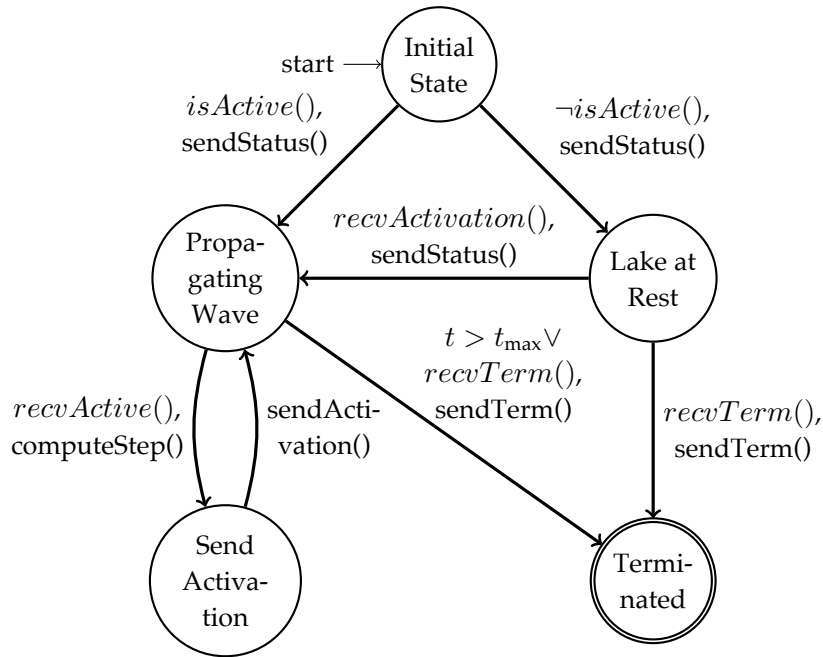 Initial
State
start
isActive(),
sendStatus()
¬isActive(),
sendStatus()
recvActivation(),
sendStatus()
Propa-
gating
Wave
Lake at
Rest
t > t_max ∨
recvTerm(),
sendTerm()
recvActive(),
computeStep()
sendActi-
vation()
recvTerm(),
sendTerm()
Send
Activa-
tion
Termi-
nated